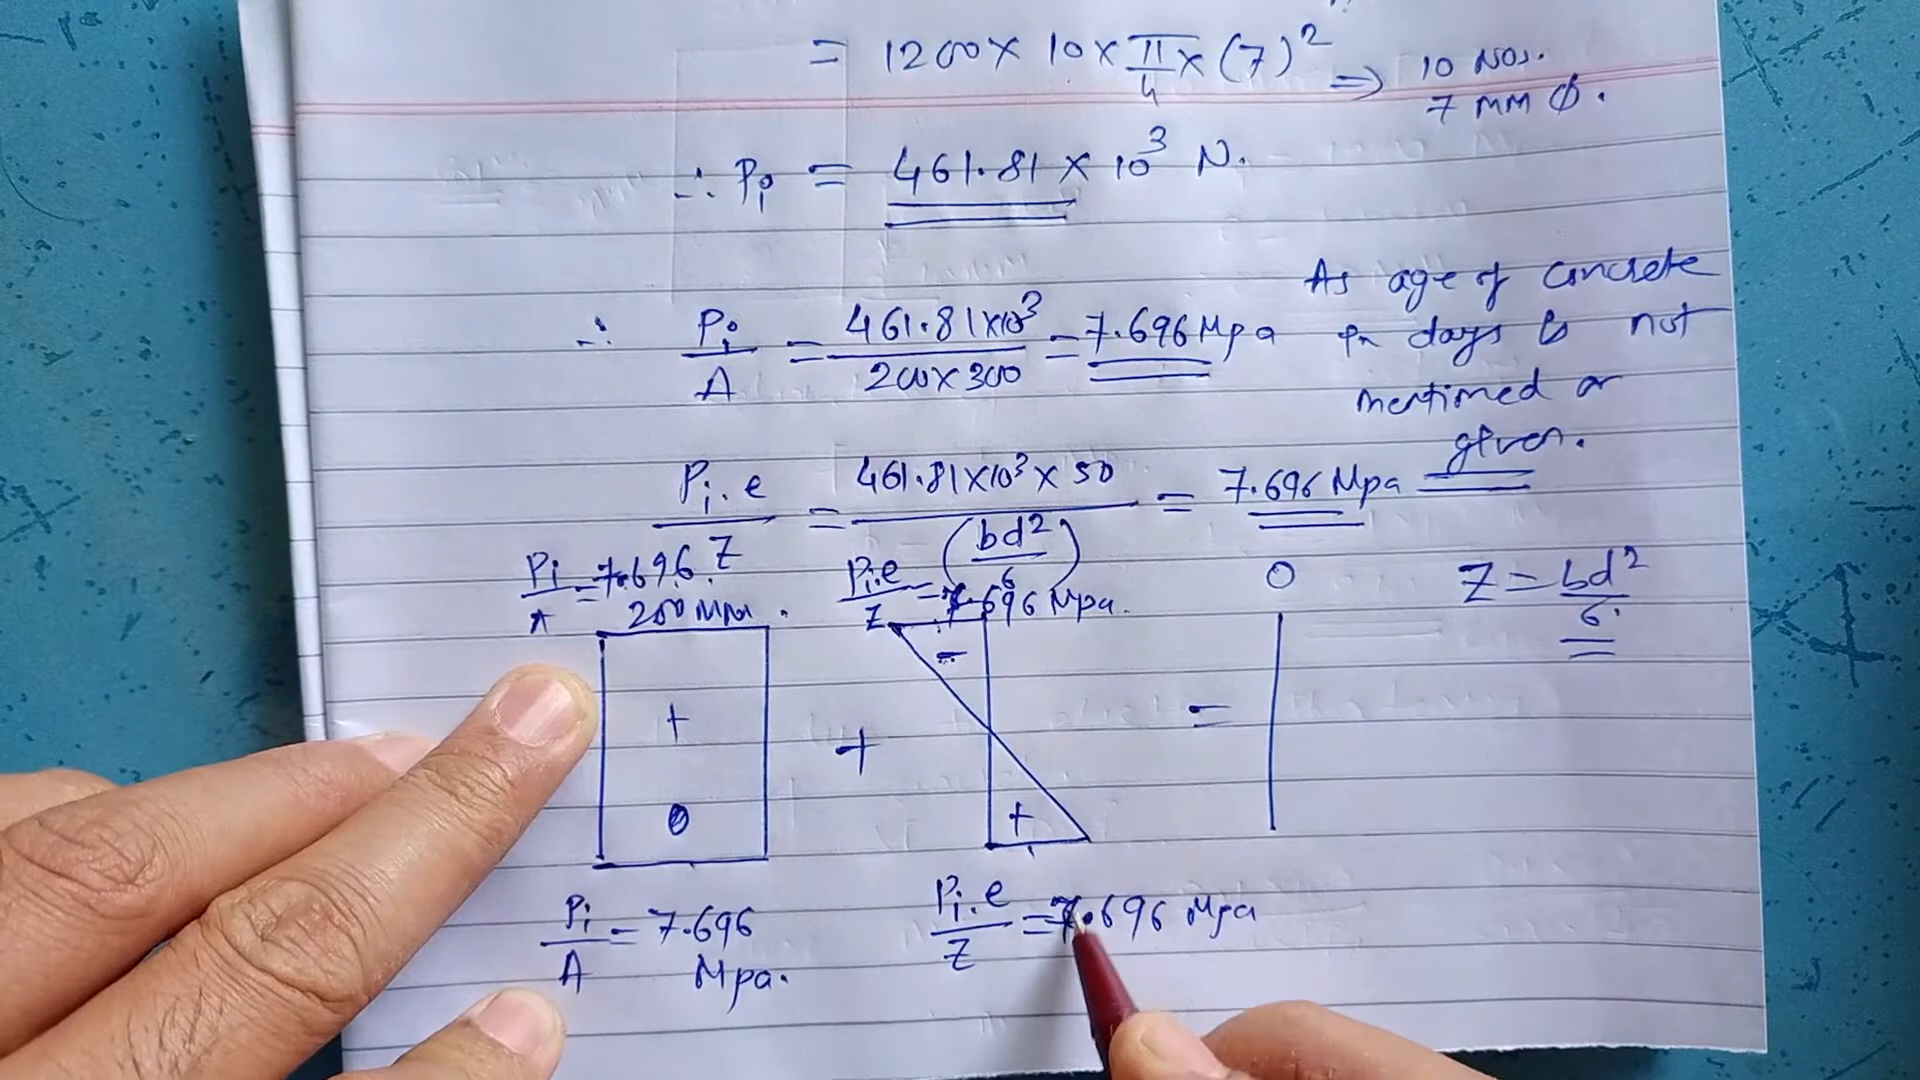 = 1200 × 10 × π/4 × (7)² ⇒ 10 Nos.
7 MM ϕ.
∴ Pi = 461.81 × 10³ N.
∴ Pi/A = 461.81×10³/200×300 = 7.696 Mpa
As age of concrete
in days is not
mentioned or
given.
Pi.e/Z = 461.81×10³ × 50/(bd²/6) = 7.696 Mpa
Z = bd²/6.
Pi/A = 7.696
200 Mpa.
Pi.e/Z = 7.696 Mpa.
0
-
+ + =
+
Pi/A = 7.696
Mpa.
Pi.e/Z = 7.696 Mpa